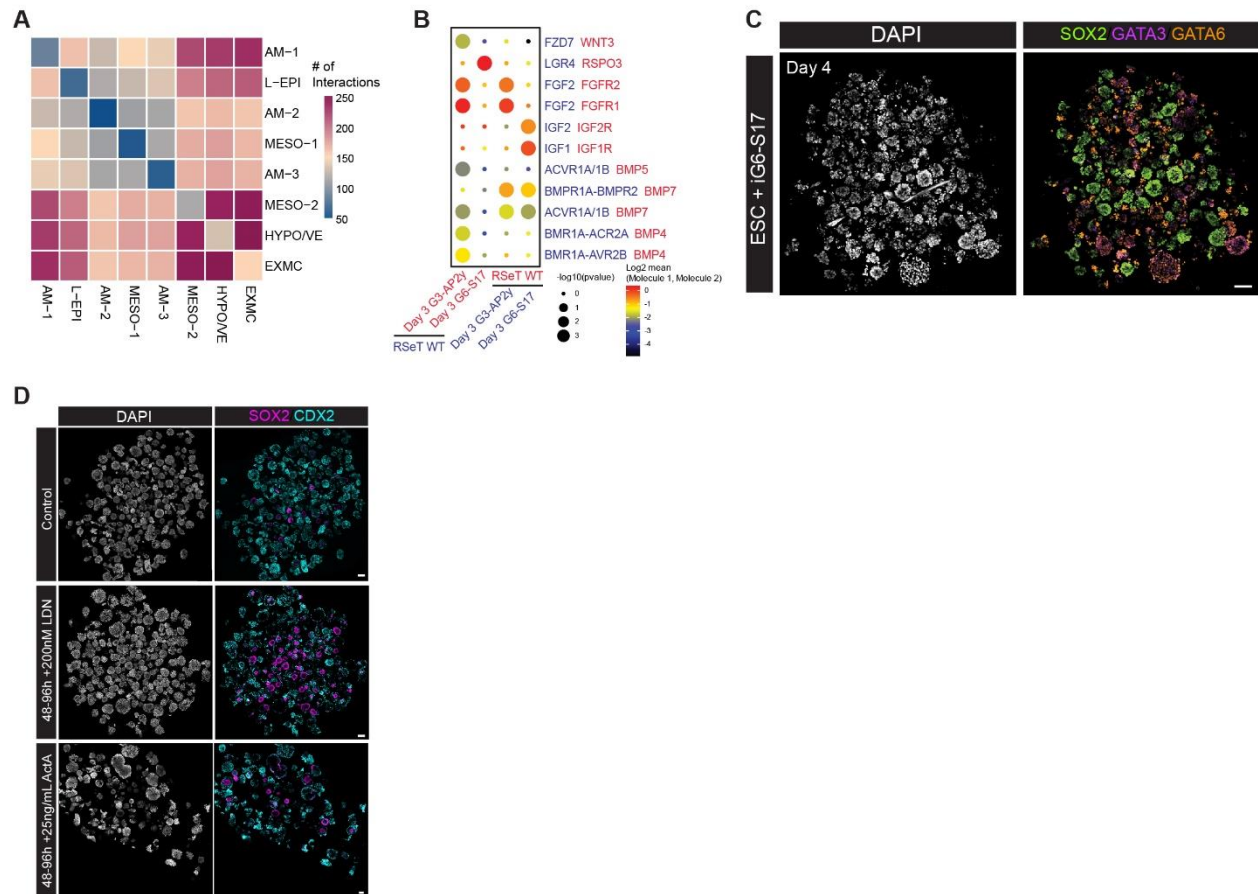 A
AM-1
L-EPI
AM-2
MESO-1
AM-3
MESO-2
HYPO/VE
EXMC
AM-1
L-EPI
AM-2
MESO-1
AM-3
MESO-2
HYPO/VE
EXMC
# of
Interactions
250
200
150
100
50
B
FZD7 WNT3
LGR4 RSPO3
FGF2 FGFR2
FGF2 FGFR1
IGF2 IGF2R
IGF1 IGF1R
ACVR1A/1B BMP5
BMPR1A-BMPR2 BMP7
ACVR1A/1B BMP7
BMR1A-ACR2A BMP4
BMR1A-AVR2B BMP4
Day 3 G3-AP2y
Day 3 G6-S17
RSeT WT
RSeT WT
Day 3 G3-AP2y
Day 3 G6-S17
-log10(pvalue)
0
1
2
3
Log2 mean
(Molecule 1, Molecule 2)
0
-1
-2
-3
-4
C
DAPI
SOX2 GATA3 GATA6
ESC + iG6-S17
Day 4
D
DAPI
SOX2 CDX2
Control
48-96h +200nM LDN
48-96h +25ng/mL ActA